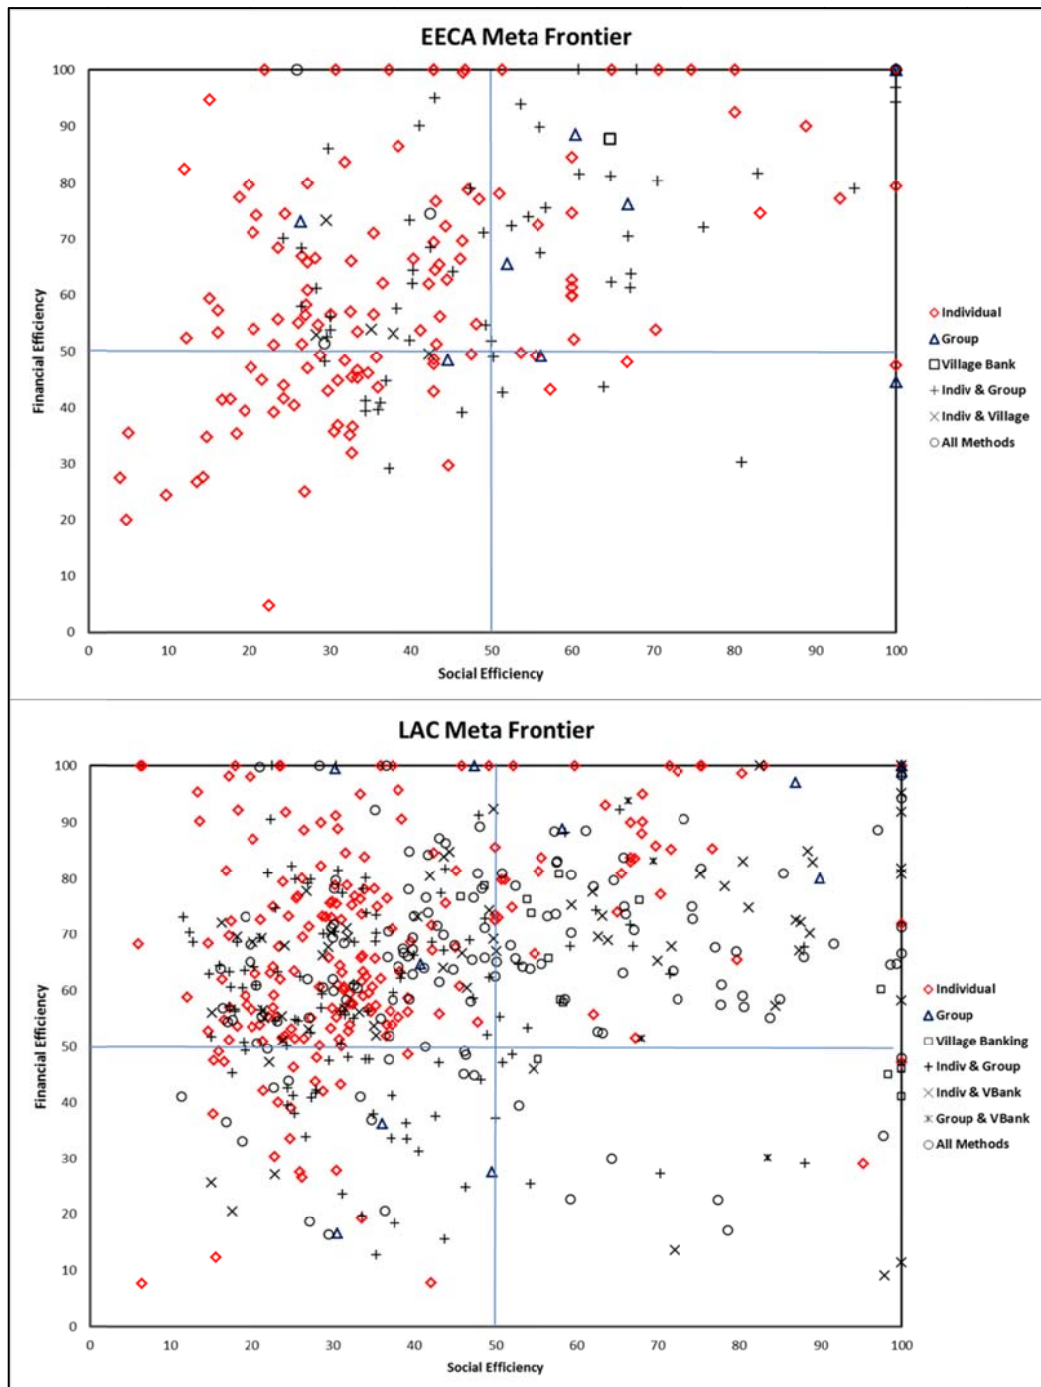 EECA Meta Frontier
100
90
80
70
60
50
40
30
20
10
0
Financial Efficiency
0 10 20 30 40 50 60 70 80 90 100
Social Efficiency
Individual
Group
Village Bank
Indiv & Group
Indiv & Village
All Methods
LAC Meta Frontier
100
90
80
70
60
50
40
30
20
10
0
Financial Efficiency
0 10 20 30 40 50 60 70 80 90 100
Social Efficiency
Individual
Group
Village Banking
Indiv & Group
Indiv & VBank
Group & VBank
All Methods